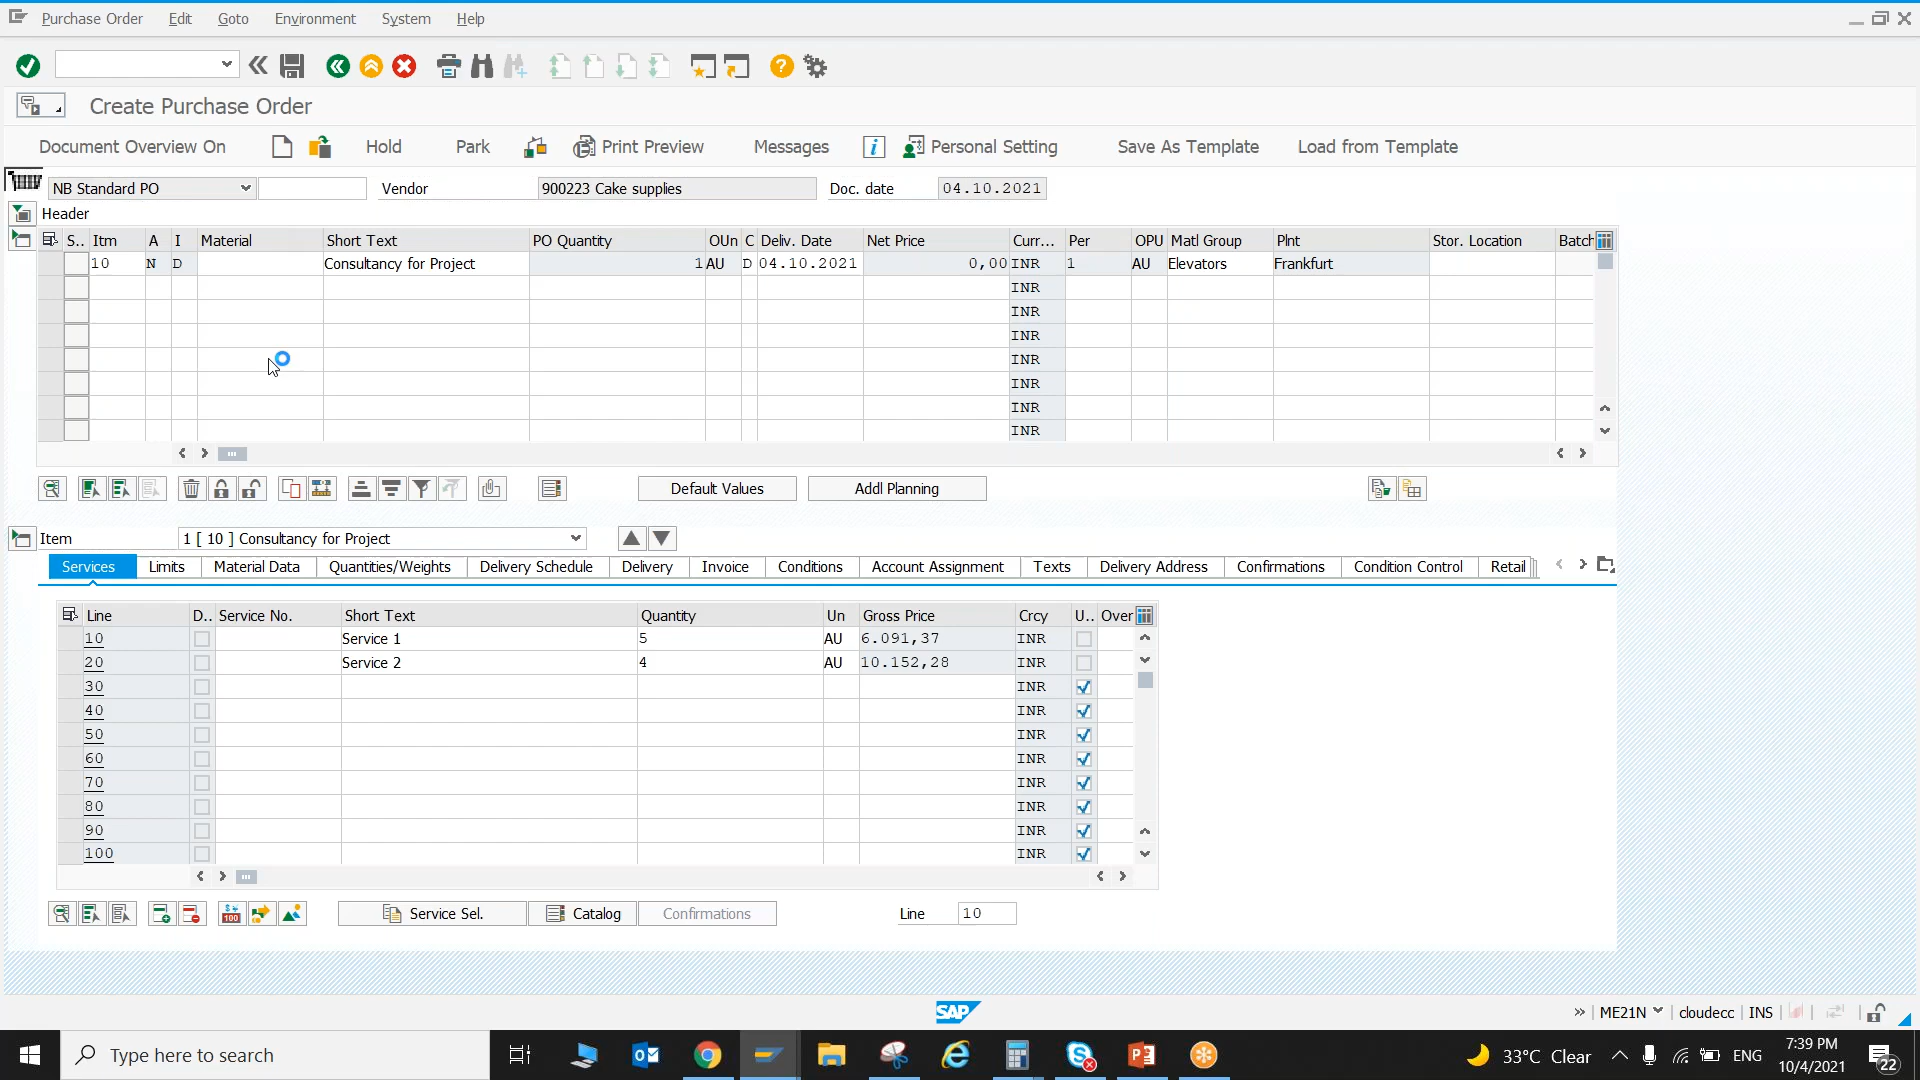 Purchase Order Edit Goto Environment System Help
Create Purchase Order
Document Overview On Hold Park Print Preview Messages Personal Setting Save As Template Load from Template
NB Standard PO Vendor 900223 Cake supplies Doc. date 04.10.2021
Header
S.. Itm A I Material Short Text PO Quantity OUn C Deliv. Date Net Price Curr... Per OPU Matl Group Plnt Stor. Location Batch
10 N D Consultancy for Project 1 AU D 04.10.2021 0,00 INR 1 AU Elevators Frankfurt
INR
INR
INR
INR
INR
INR
INR
Default Values Addl Planning
Item 1 [ 10 ] Consultancy for Project
Services Limits Material Data Quantities/Weights Delivery Schedule Delivery Invoice Conditions Account Assignment Texts Delivery Address Confirmations Condition Control Retail
Line D.. Service No. Short Text Quantity Un Gross Price Crcy U.. Over
10 Service 1 5 AU 6.091,37 INR
20 Service 2 4 AU 10.152,28 INR
30 INR
40 INR
50 INR
60 INR
70 INR
80 INR
90 INR
100 INR
Service Sel. Catalog Confirmations Line 10
SAP ME21N cloudecc INS
Type here to search 33°C Clear ENG 7:39 PM
10/4/2021 22